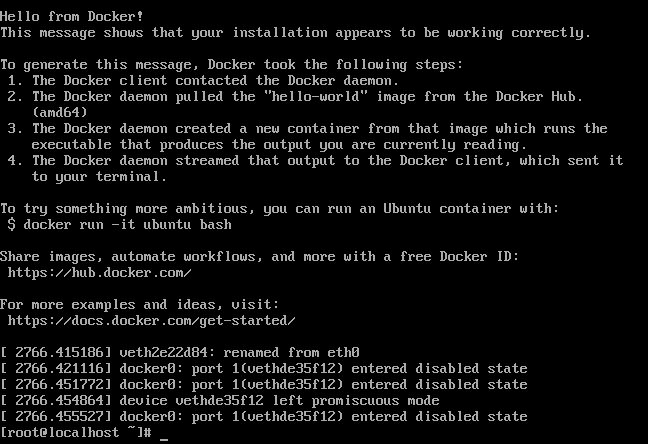 Hello from Docker!
This message shows that your installation appears to be working correctly.
To generate this message, Docker took the following steps:
1. The Docker client contacted the Docker daemon.
2. The Docker daemon pulled the "hello-world" image from the Docker Hub.
(amd64)
3. The Docker daemon created a new container from that image which runs the
executable that produces the output you are currently reading.
4. The Docker daemon streamed that output to the Docker client, which sent it
to your terminal.
To try something more ambitious, you can run an Ubuntu container with:
$ docker run -it ubuntu bash
Share images, automate workflows, and more with a free Docker ID:
https://hub.docker.com/
For more examples and ideas, visit:
https://docs.docker.com/get-started/
[ 2766.415186] veth2e22d84: renamed from eth0
[ 2766.421116] docker0: port 1(vethde35f12) entered disabled state
[ 2766.451772] docker0: port 1(vethde35f12) entered disabled state
[ 2766.454864] device vethde35f12 left promiscuous mode
[ 2766.455527] docker0: port 1(vethde35f12) entered disabled state
[root@localhost ~]# _